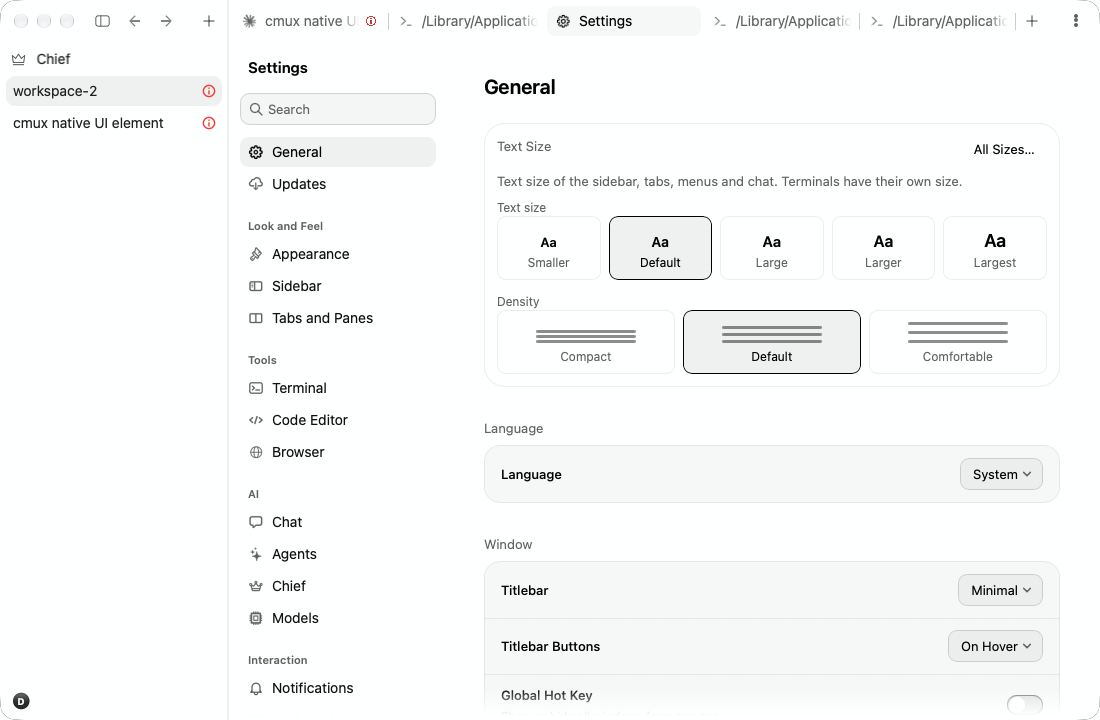 cmux native UI
/Library/Applicatio
Settings
/Library/Applicatio
/Library/Applicatio
Chief
workspace-2
cmux native UI element
D
Settings
Search
General
Updates
Look and Feel
Appearance
Sidebar
Tabs and Panes
Tools
Terminal
Code Editor
Browser
AI
Chat
Agents
Chief
Models
Interaction
Notifications
General
Text Size
All Sizes...
Text size of the sidebar, tabs, menus and chat. Terminals have their own size.
Text size
Aa
Smaller
Aa
Default
Aa
Large
Aa
Larger
Aa
Largest
Density
Compact
Default
Comfortable
Language
Language
System
Window
Titlebar
Minimal
Titlebar Buttons
On Hover
Global Hot Key